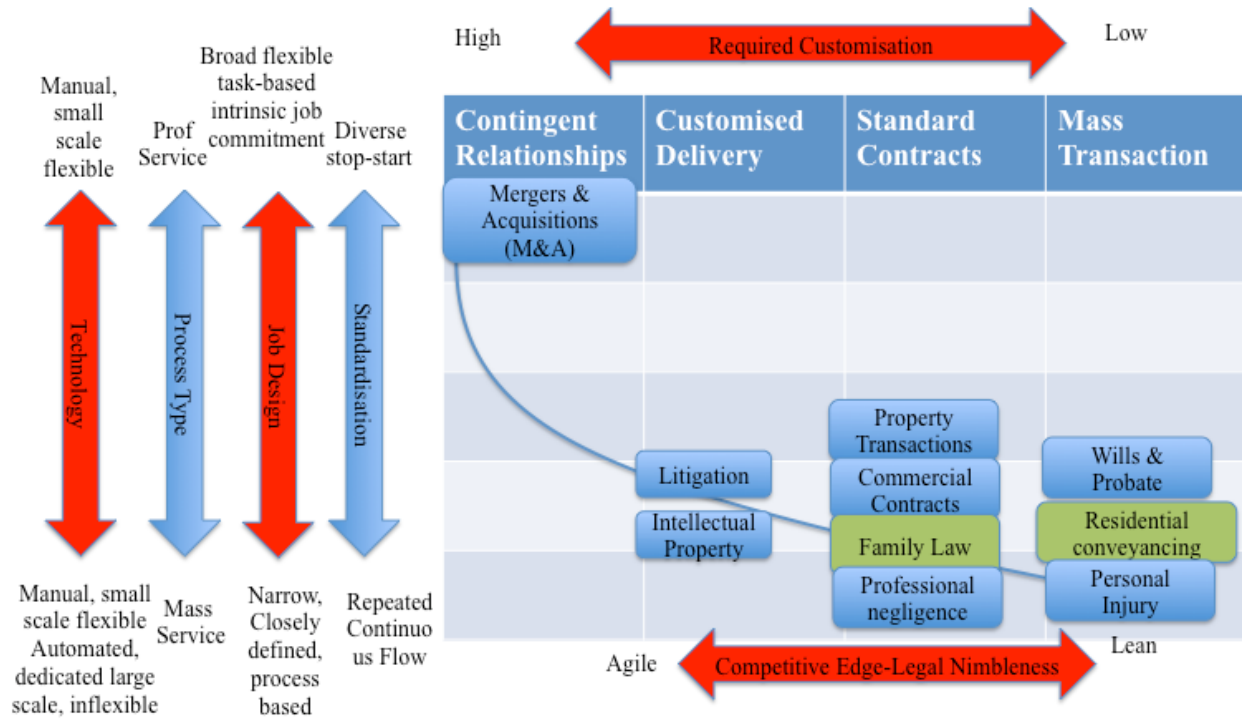 High
Required Customisation
Low
Manual,
small
scale
flexible
Prof
Service
Broad flexible
task-based
intrinsic job
commitment
Diverse
stop-start
Contingent
Relationships
Customised
Delivery
Standard
Contracts
Mass
Transaction
Technology
Process Type
Job Design
Standardisation
Mergers &
Acquisitions
(M&A)
Litigation
Intellectual
Property
Property
Transactions
Commercial
Contracts
Family Law
Professional
negligence
Wills &
Probate
Residential
conveyancing
Personal
Injury
Manual, small
scale flexible
Automated,
dedicated large
scale, inflexible
Mass
Service
Narrow,
Closely
defined,
process
based
Repeated
Continuo
us Flow
Agile
Competitive Edge-Legal Nimbleness
Lean